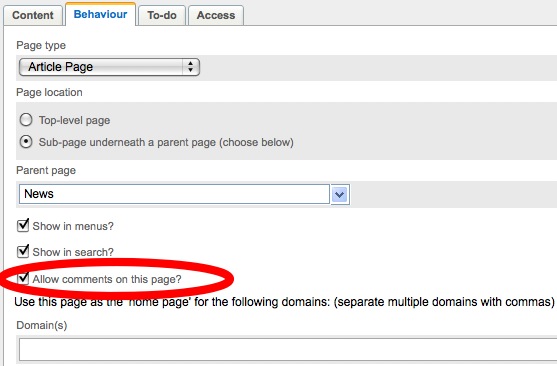 Content Behaviour To-do Access
Page type
Article Page
Page location
Top-level page
Sub-page underneath a parent page (choose below)
Parent page
News
Show in menus?
Show in search?
Allow comments on this page?
Use this page as the 'home page' for the following domains: (separate multiple domains with commas)
Domain(s)